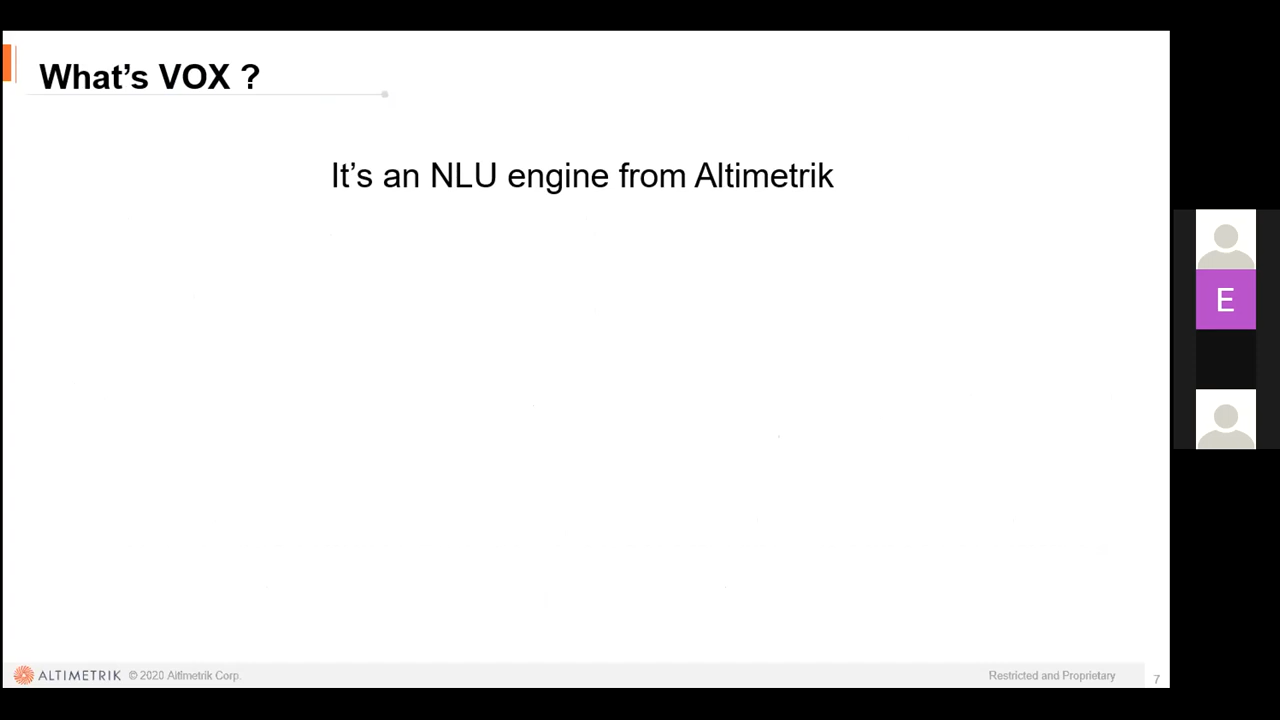 What’s VOX ?
It’s an NLU engine from Altimetrik
E
ALTIMETRIK © 2020 Altimetrik Corp.
Restricted and Proprietary
7